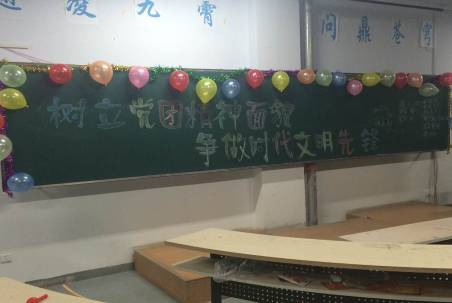 凌九霄
问鼎苍穹
树立党团精神面貌
争做时代文明先锋